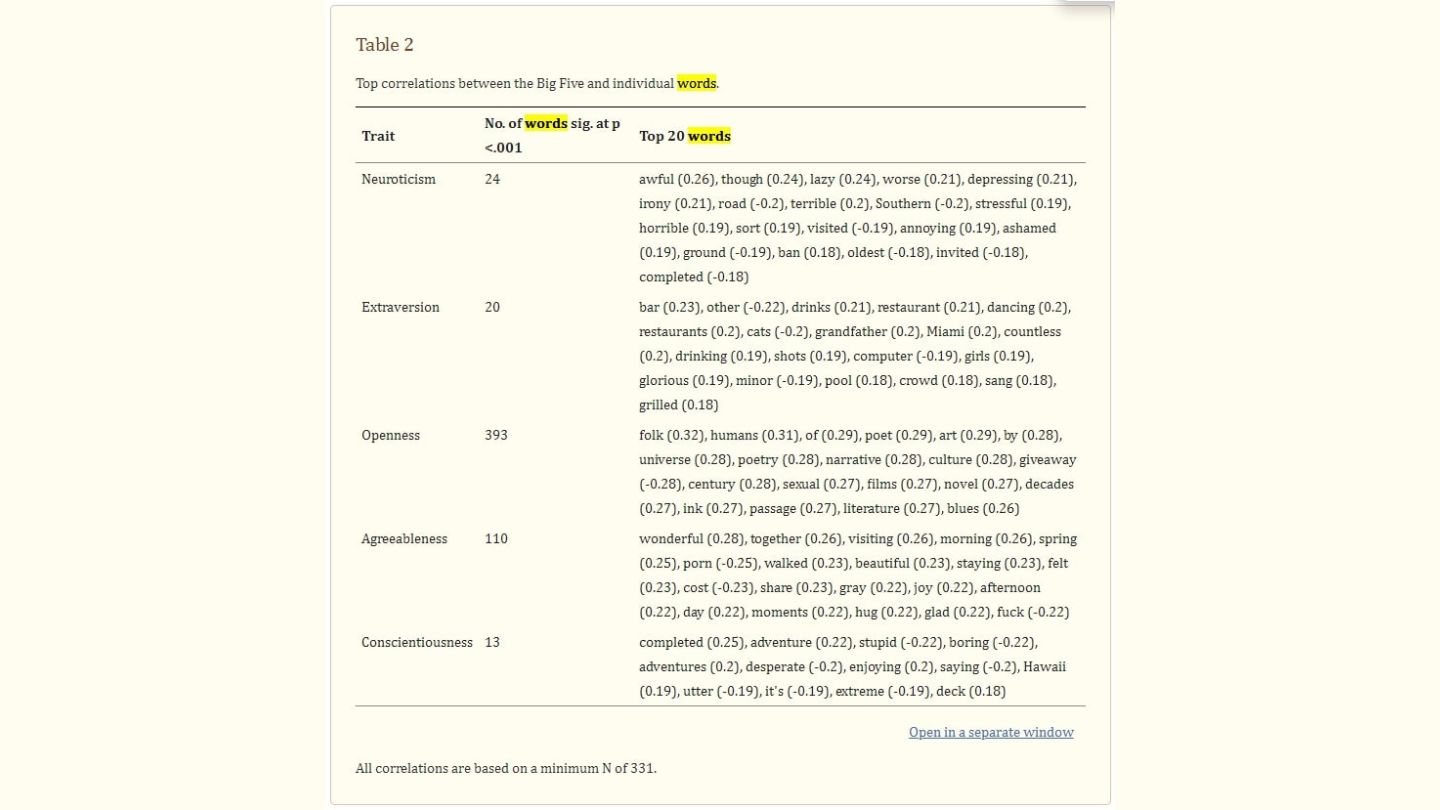 Table 2
Top correlations between the Big Five and individual words.
Trait
No. of words sig. at p
<.001
Top 20 words
Neuroticism
24
awful (0.26), though (0.24), lazy (0.24), worse (0.21), depressing (0.21),
irony (0.21), road (-0.2), terrible (0.2), Southern (-0.2), stressful (0.19),
horrible (0.19), sort (0.19), visited (-0.19), annoying (0.19), ashamed
(0.19), ground (-0.19), ban (0.18), oldest (-0.18), invited (-0.18),
completed (-0.18)
Extraversion
20
bar (0.23), other (-0.22), drinks (0.21), restaurant (0.21), dancing (0.2),
restaurants (0.2), cats (-0.2), grandfather (0.2), Miami (0.2), countless
(0.2), drinking (0.19), shots (0.19), computer (-0.19), girls (0.19),
glorious (0.19), minor (-0.19), pool (0.18), crowd (0.18), sang (0.18),
grilled (0.18)
Openness
393
folk (0.32), humans (0.31), of (0.29), poet (0.29), art (0.29), by (0.28),
universe (0.28), poetry (0.28), narrative (0.28), culture (0.28), giveaway
(-0.28), century (0.28), sexual (0.27), films (0.27), novel (0.27), decades
(0.27), ink (0.27), passage (0.27), literature (0.27), blues (0.26)
Agreeableness
110
wonderful (0.28), together (0.26), visiting (0.26), morning (0.26), spring
(0.25), porn (-0.25), walked (0.23), beautiful (0.23), staying (0.23), felt
(0.23), cost (-0.23), share (0.23), gray (0.22), joy (0.22), afternoon
(0.22), day (0.22), moments (0.22), hug (0.22), glad (0.22), fuck (-0.22)
Conscientiousness
13
completed (0.25), adventure (0.22), stupid (-0.22), boring (-0.22),
adventures (0.2), desperate (-0.2), enjoying (0.2), saying (-0.2), Hawaii
(0.19), utter (-0.19), it's (-0.19), extreme (-0.19), deck (0.18)
Open in a separate window
All correlations are based on a minimum N of 331.